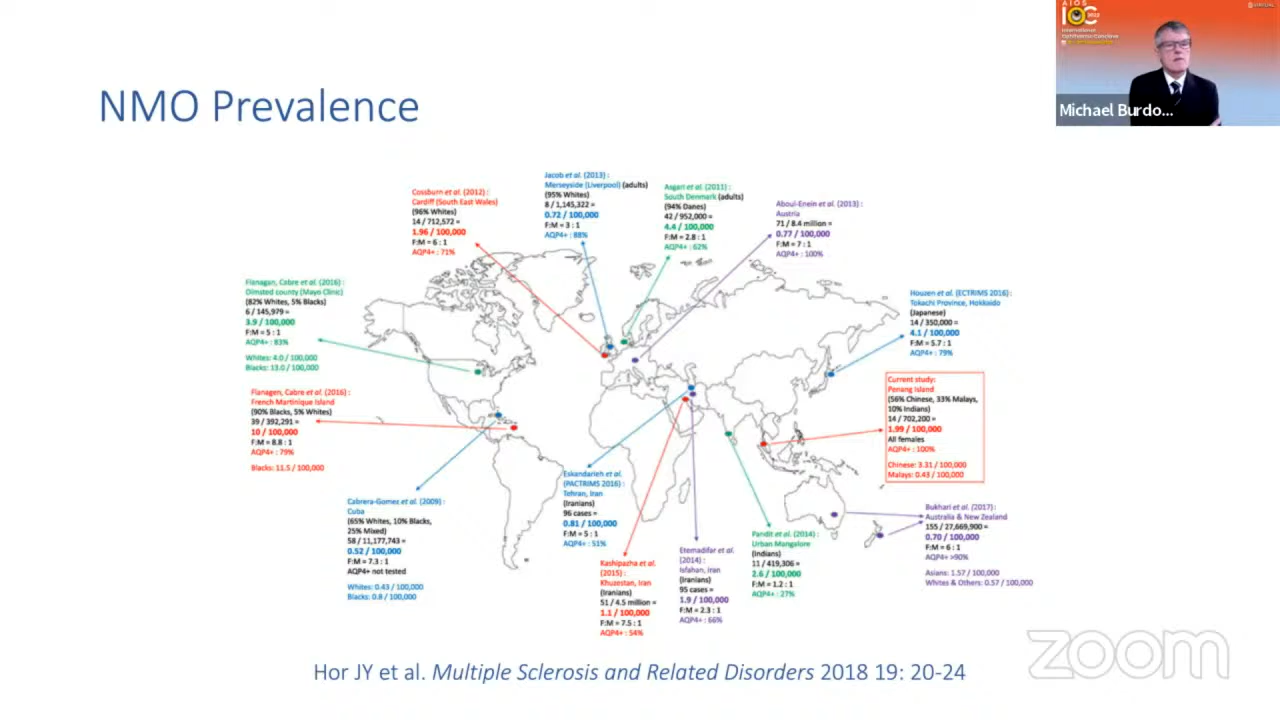 AIOS
IOC
2022
International
Ophthalmic Conclave
Michael Burdo...
NMO Prevalence
Jacob et al. (2013) :
Merseyside (Liverpool) (adults)
(95% Whites)
8 / 1,145,322 =
0.72 / 100,000
F:M = 3 : 1
AQP4+ : 88%
Cossburn et al. (2012) :
Cardiff (South East Wales)
(96% Whites)
14 / 712,572 =
1.96 / 100,000
F:M = 6 : 1
AQP4+ : 71%
Asgari et al. (2011) :
South Denmark (adults)
(94% Danes)
42 / 952,000 =
4.4 / 100,000
F:M = 2.8 : 1
AQP4+ : 62%
Aboul-Enein et al. (2013) :
Austria
71 / 8.4 million =
0.77 / 100,000
F:M = 7 : 1
AQP4+ : 100%
Flanagan, Cabre et al. (2016) :
Olmsted county (Mayo Clinic)
(82% Whites, 5% Blacks)
6 / 145,979 =
3.9 / 100,000
F:M = 5 : 1
AQP4+ : 83%
Whites: 4.0 / 100,000
Blacks: 13.0 / 100,000
Houzen et al. (ECTRIMS 2016) :
Tokachi Province, Hokkaido
(Japanese)
14 / 350,000 =
4.1 / 100,000
F:M = 5.7 : 1
AQP4+ : 79%
Flanagen, Cabre et al. (2016) :
French Martinique Island
(90% Blacks, 5% Whites)
39 / 392,291 =
10 / 100,000
F:M = 8.8 : 1
AQP4+ : 79%
Blacks: 11.5 / 100,000
Current study:
Penang Island
(56% Chinese, 33% Malays,
10% Indians)
14 / 702,200 =
1.99 / 100,000
All females
AQP4+ : 100%
Chinese: 3.31 / 100,000
Malays: 0.43 / 100,000
Cabrera-Gomez et al. (2009) :
Cuba
(65% Whites, 10% Blacks,
25% Mixed)
58 / 11,177,743 =
0.52 / 100,000
F:M = 7.3 : 1
AQP4+ not tested
Whites: 0.43 / 100,000
Blacks: 0.8 / 100,000
Eskandarieh et al.
(PACTRIMS 2016) :
Tehran, Iran
(Iranians)
96 cases =
0.81 / 100,000
F:M = 5 : 1
AQP4+ : 51%
Kashipazha et al.
(2015) :
Khuzestan, Iran
(Iranians)
51 / 4.5 million =
1.1 / 100,000
F:M = 7.5 : 1
AQP4+ : 54%
Etemadifar et al.
(2014) :
Isfahan, Iran
(Iranians)
95 cases =
1.9 / 100,000
F:M = 2.3 : 1
AQP4+ : 66%
Pandit et al. (2014) :
Urban Mangalore
(Indians)
11 / 419,306 =
2.6 / 100,000
F:M = 1.2 : 1
AQP4+ : 27%
Bukhari et al. (2017) :
Australia & New Zealand
155 / 27,669,900 =
0.70 / 100,000
F:M = 6 : 1
AQP4+ >90%
Asians: 1.57 / 100,000
Whites & Others: 0.57 / 100,000
zoom
Hor JY et al. Multiple Sclerosis and Related Disorders 2018 19: 20-24